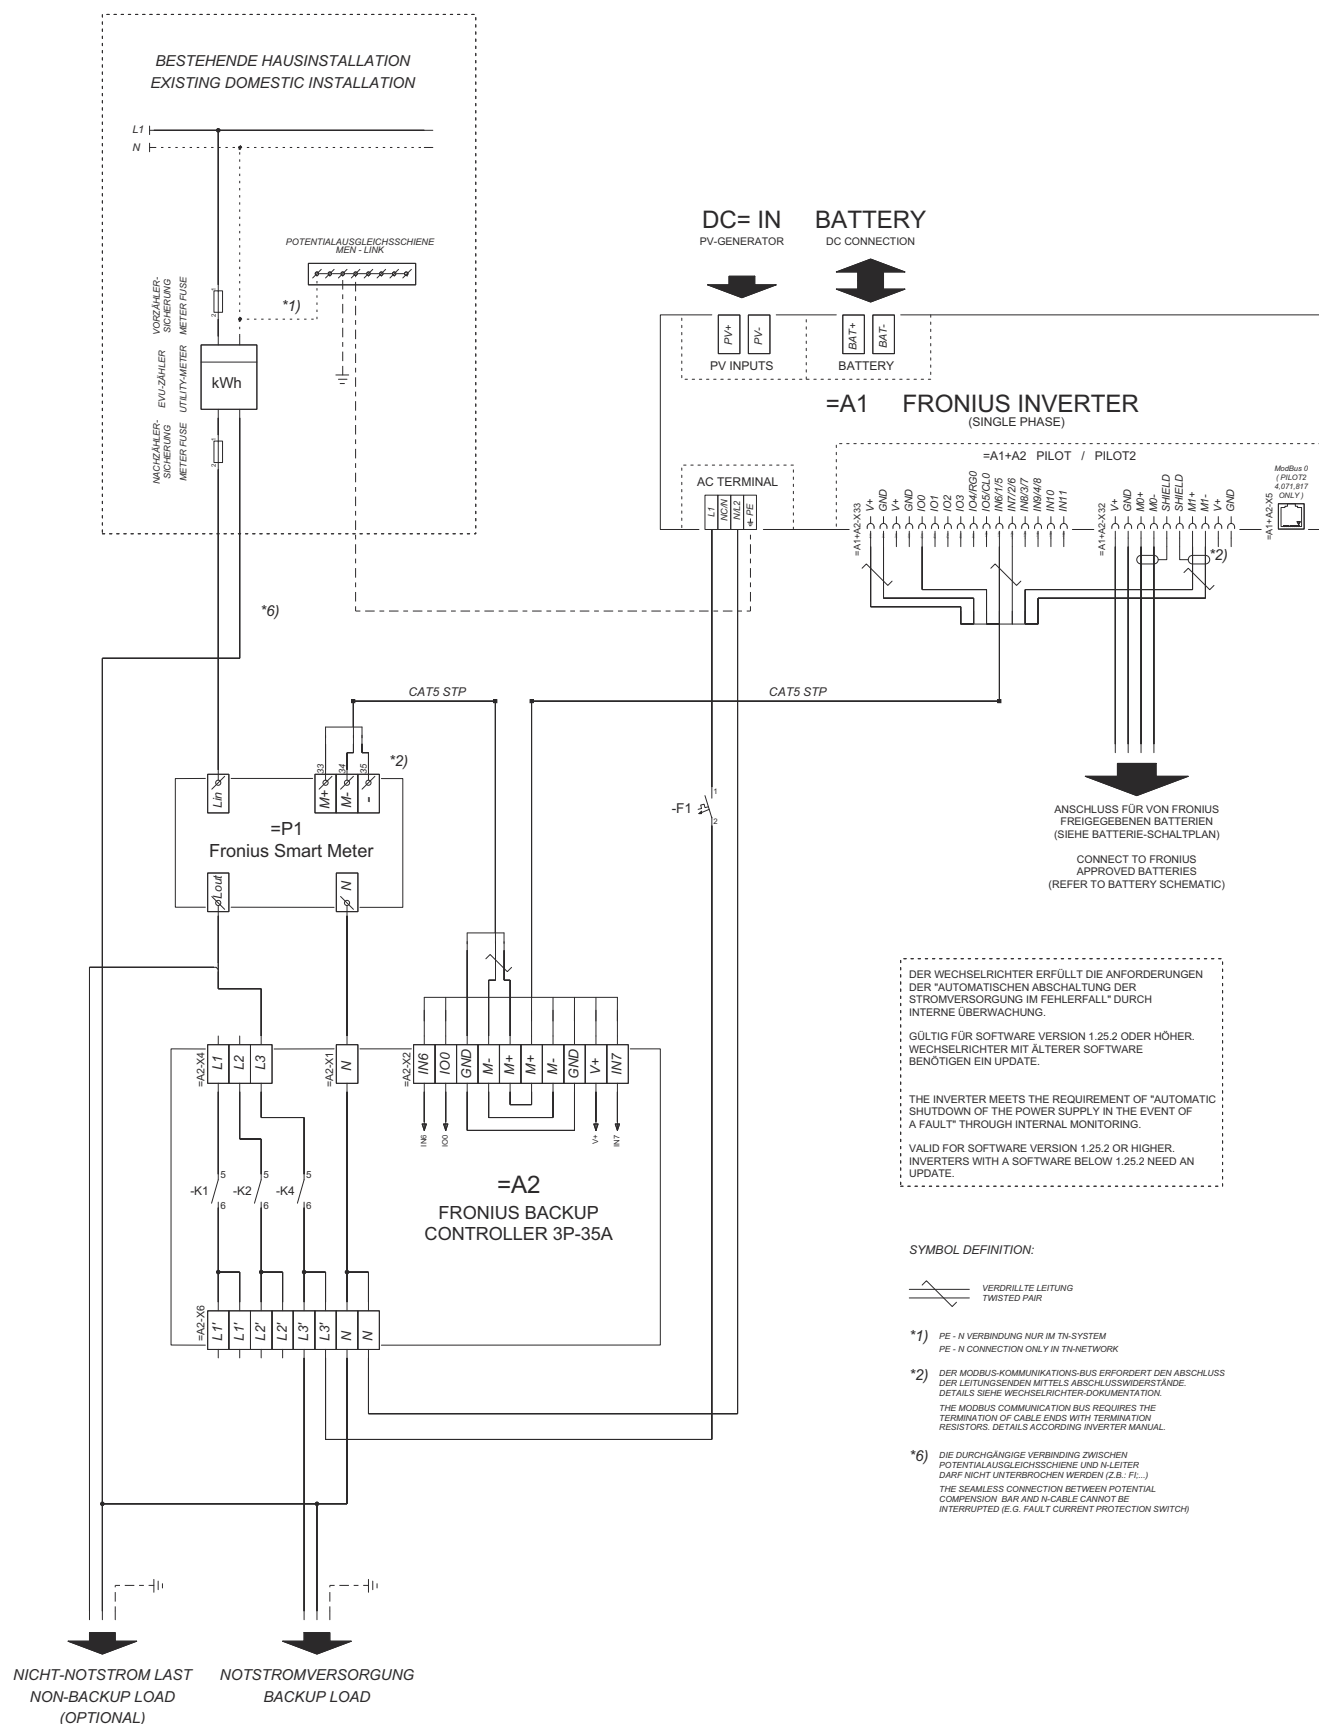 BESTEHENDE HAUSINSTALLATION
EXISTING DOMESTIC INSTALLATION
L1
N
POTENTIALAUSGLEICHSSCHIENE
MEN - LINK
*1)
VORZÄHLER-
SICHERUNG
METER FUSE
1
2
EVU-ZÄHLER
UTILITY-METER
kWh
NACHZÄHLER-
SICHERUNG
METER FUSE
1
2
*6)
DC= IN
PV-GENERATOR
BATTERY
DC CONNECTION
PV+
PV-
BAT+
BAT-
PV INPUTS
BATTERY
=A1 FRONIUS INVERTER
(SINGLE PHASE)
=A1+A2 PILOT / PILOT2
AC TERMINAL
L1
NC/N
N/L2
PE
=A1+A2-X33
V+
GND
V+
GND
IO0
IO1
IO2
IO3
IO4/RG0
IO5/CL0
IN6/1/5
IN7/2/6
IN8/3/7
IN9/4/8
IN10
IN11
=A1+A2-X32
V+
GND
M0+
M0-
SHIELD
SHIELD
M1+
M1-
V+
GND
*2)
ModBus 0
( PILOT2
4,071,817
ONLY )
=A1+A2-X5
CAT5 STP
CAT5 STP
Lin
33
34
35
M+
M-
-
*2)
=P1
Fronius Smart Meter
Lout
N
-F1
1
2
ANSCHLUSS FÜR VON FRONIUS
FREIGEGEBENEN BATTERIEN
(SIEHE BATTERIE-SCHALTPLAN)
CONNECT TO FRONIUS
APPROVED BATTERIES
(REFER TO BATTERY SCHEMATIC)
DER WECHSELRICHTER ERFÜLLT DIE ANFORDERUNGEN
DER "AUTOMATISCHEN ABSCHALTUNG DER
STROMVERSORGUNG IM FEHLERFALL" DURCH
INTERNE ÜBERWACHUNG.
GÜLTIG FÜR SOFTWARE VERSION 1.25.2 ODER HÖHER.
WECHSELRICHTER MIT ÄLTERER SOFTWARE
BENÖTIGEN EIN UPDATE.
THE INVERTER MEETS THE REQUIREMENT OF "AUTOMATIC
SHUTDOWN OF THE POWER SUPPLY IN THE EVENT OF
A FAULT" THROUGH INTERNAL MONITORING.
VALID FOR SOFTWARE VERSION 1.25.2 OR HIGHER.
INVERTERS WITH A SOFTWARE BELOW 1.25.2 NEED AN
UPDATE.
=A2-X4
L1
L2
L3
=A2-X1
N
=A2-X2
IN6
IO0
GND
M-
M+
M+
M-
GND
V+
IN7
IN6
IO0
V+
IN7
-K1
5
6
-K2
5
6
-K4
5
6
=A2
FRONIUS BACKUP
CONTROLLER 3P-35A
=A2-X6
L1'
L1'
L2'
L2'
L3'
L3'
N
N
SYMBOL DEFINITION:
VERDRILLTE LEITUNG
TWISTED PAIR
*1) PE - N VERBINDUNG NUR IM TN-SYSTEM
PE - N CONNECTION ONLY IN TN-NETWORK
*2) DER MODBUS-KOMMUNIKATIONS-BUS ERFORDERT DEN ABSCHLUSS
DER LEITUNGSENDEN MITTELS ABSCHLUSSWIDERSTÄNDE.
DETAILS SIEHE WECHSELRICHTER-DOKUMENTATION.
THE MODBUS COMMUNICATION BUS REQUIRES THE
TERMINATION OF CABLE ENDS WITH TERMINATION
RESISTORS. DETAILS ACCORDING INVERTER MANUAL.
*6) DIE DURCHGÄNGIGE VERBINDING ZWISCHEN
POTENTIALAUSGLEICHSSCHIENE UND N-LEITER
DARF NICHT UNTERBROCHEN WERDEN (Z.B.: FI;...)
THE SEAMLESS CONNECTION BETWEEN POTENTIAL
COMPENSION BAR AND N-CABLE CANNOT BE
INTERRUPTED (E.G. FAULT CURRENT PROTECTION SWITCH)
NICHT-NOTSTROM LAST
NON-BACKUP LOAD
(OPTIONAL)
NOTSTROMVERSORGUNG
BACKUP LOAD